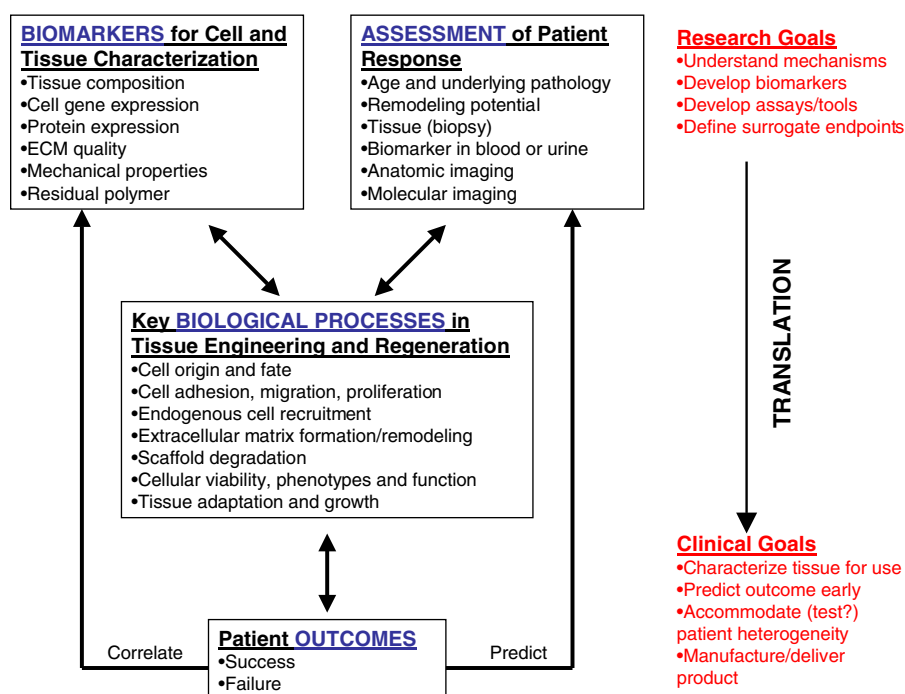 BIOMARKERS for Cell and
Tissue Characterization
•Tissue composition
•Cell gene expression
•Protein expression
•ECM quality
•Mechanical properties
•Residual polymer
ASSESSMENT of Patient
Response
•Age and underlying pathology
•Remodeling potential
•Tissue (biopsy)
•Biomarker in blood or urine
•Anatomic imaging
•Molecular imaging
Research Goals
•Understand mechanisms
•Develop biomarkers
•Develop assays/tools
•Define surrogate endpoints
Key BIOLOGICAL PROCESSES in
Tissue Engineering and Regeneration
•Cell origin and fate
•Cell adhesion, migration, proliferation
•Endogenous cell recruitment
•Extracellular matrix formation/remodeling
•Scaffold degradation
•Cellular viability, phenotypes and function
•Tissue adaptation and growth
TRANSLATION
Clinical Goals
•Characterize tissue for use
•Predict outcome early
•Accommodate (test?)
patient heterogeneity
•Manufacture/deliver
product
Correlate
Patient OUTCOMES
•Success
•Failure
Predict